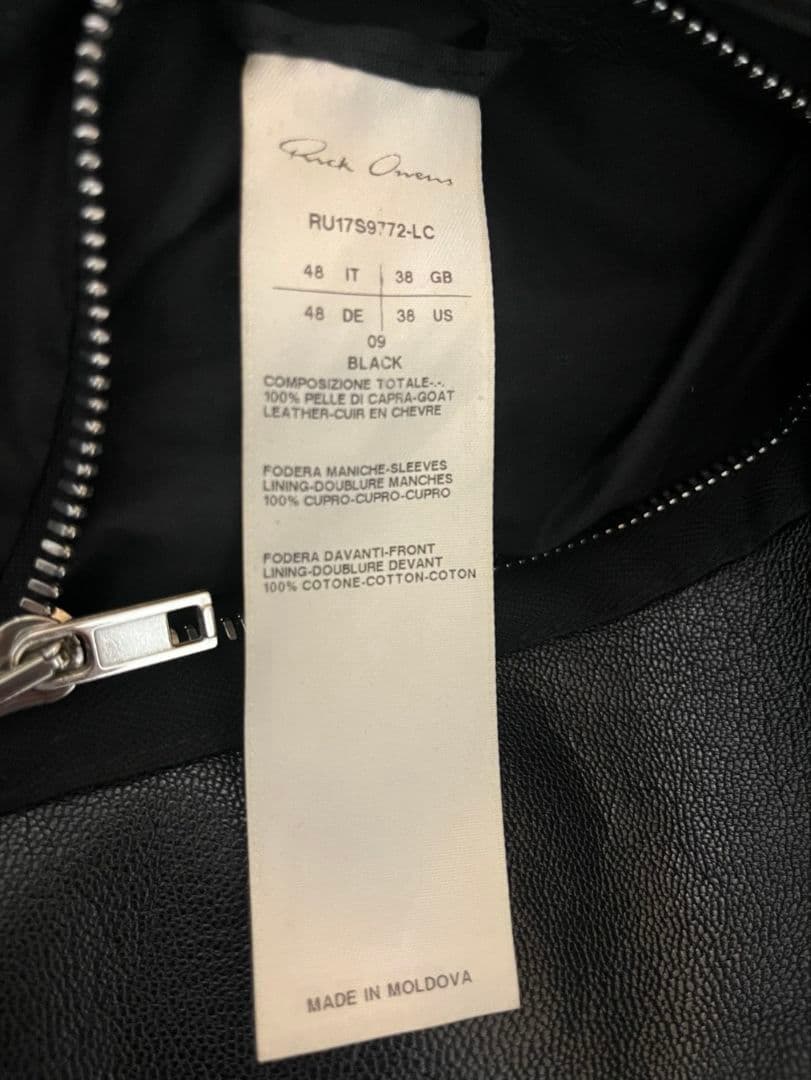 Rick Owens
RU17S9772-LC
48 IT 38 GB
48 DE 38 US
09
BLACK
COMPOSIZIONE TOTALE-.-.
100% PELLE DI CAPRA-GOAT
LEATHER-CUIR EN CHEVRE
FODERA MANICHE-SLEEVES
LINING-DOUBLURE MANCHES
100% CUPRO-CUPRO-CUPRO
FODERA DAVANTI-FRONT
LINING-DOUBLURE DEVANT
100% COTONE-COTTON-COTON
MADE IN MOLDOVA